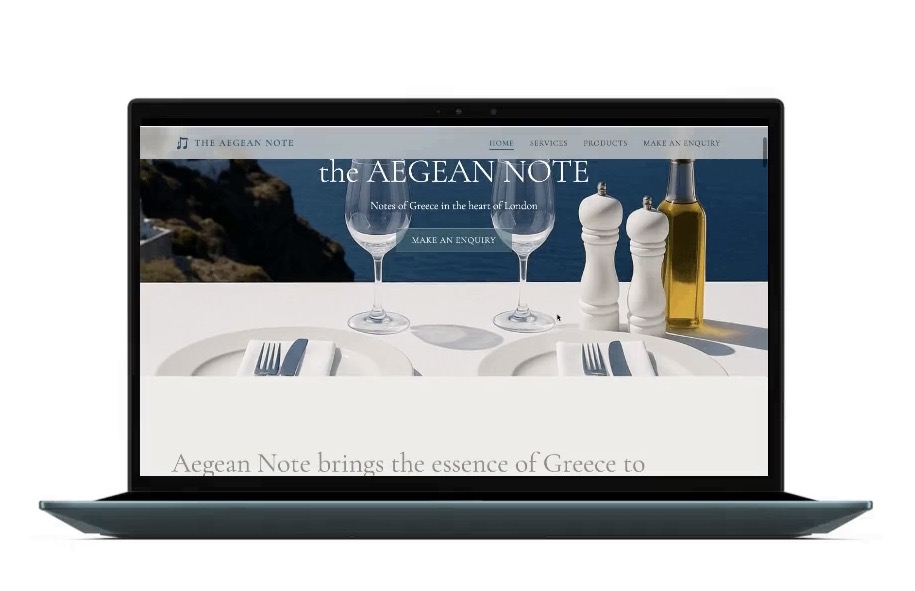 THE AEGEAN NOTE
HOME SERVICES PRODUCTS MAKE AN ENQUIRY
the AEGEAN NOTE
Notes of Greece in the heart of London
MAKE AN ENQUIRY
Aegean Note brings the essence of Greece to